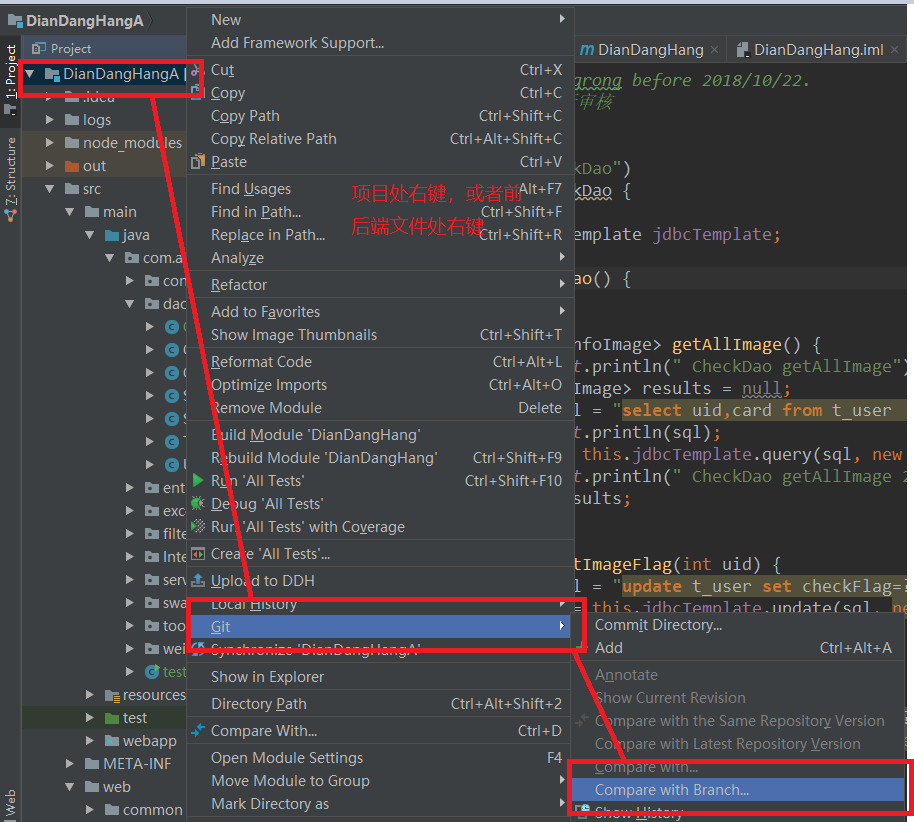 DianDangHangA
Project
DianDangHangA
.idea
logs
node_modules
out
src
main
java
com.a
con
dao
ent
exc
filte
Inte
serv
swa
too
wei
test
resources
test
webapp
META-INF
web
common
1: Project
7: Structure
Web
New
Add Framework Support...
Cut Ctrl+X
Copy Ctrl+C
Copy Path Ctrl+Shift+C
Copy Relative Path Ctrl+Alt+Shift+C
Paste Ctrl+V
Find Usages Alt+F7
Find in Path... Ctrl+Shift+F
Replace in Path... Ctrl+Shift+R
Analyze
Refactor
Add to Favorites
Show Image Thumbnails Ctrl+Shift+T
Reformat Code Ctrl+Alt+L
Optimize Imports Ctrl+Alt+O
Remove Module Delete
Build Module 'DianDangHang'
Rebuild Module 'DianDangHang' Ctrl+Shift+F9
Run 'All Tests' Ctrl+Shift+F10
Debug 'All Tests'
Run 'All Tests' with Coverage
Create 'All Tests'...
Upload to DDH
Local History
Git
Synchronize 'DianDangHangA'
Show in Explorer
Directory Path Ctrl+Alt+Shift+2
Compare With... Ctrl+D
Open Module Settings F4
Move Module to Group
Mark Directory as
项目处右键，或者前
后端文件处右键
m DianDangHang
DianDangHang.iml
grong before 2018/10/22.
审核
kDao")
kDao {
emplate jdbcTemplate;
ao() {
nfoImage> getAllImage() {
t.println(" CheckDao getAllImage")
Image> results = null;
l = "select uid,card from t_user
t.println(sql);
this.jdbcTemplate.query(sql, new
t.println(" CheckDao getAllImage 2
sults;
tImageFlag(int uid) {
l = "update t_user set checkFlag=?
= this.jdbcTemplate.update(sql, ne
Commit Directory...
Add Ctrl+Alt+A
Annotate
Show Current Revision
Compare with the Same Repository Version
Compare with Latest Repository Version
Compare with...
Compare with Branch...
Show History